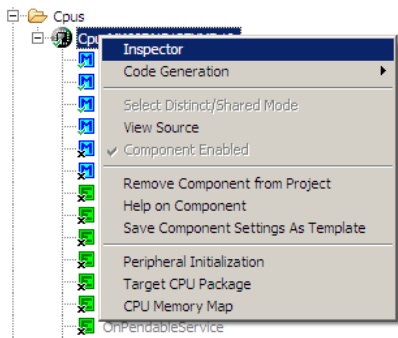 Cpus
Inspector
Code Generation
Select Distinct/Shared Mode
View Source
Component Enabled
Remove Component from Project
Help on Component
Save Component Settings As Template
Peripheral Initialization
Target CPU Package
CPU Memory Map
OnPendableService